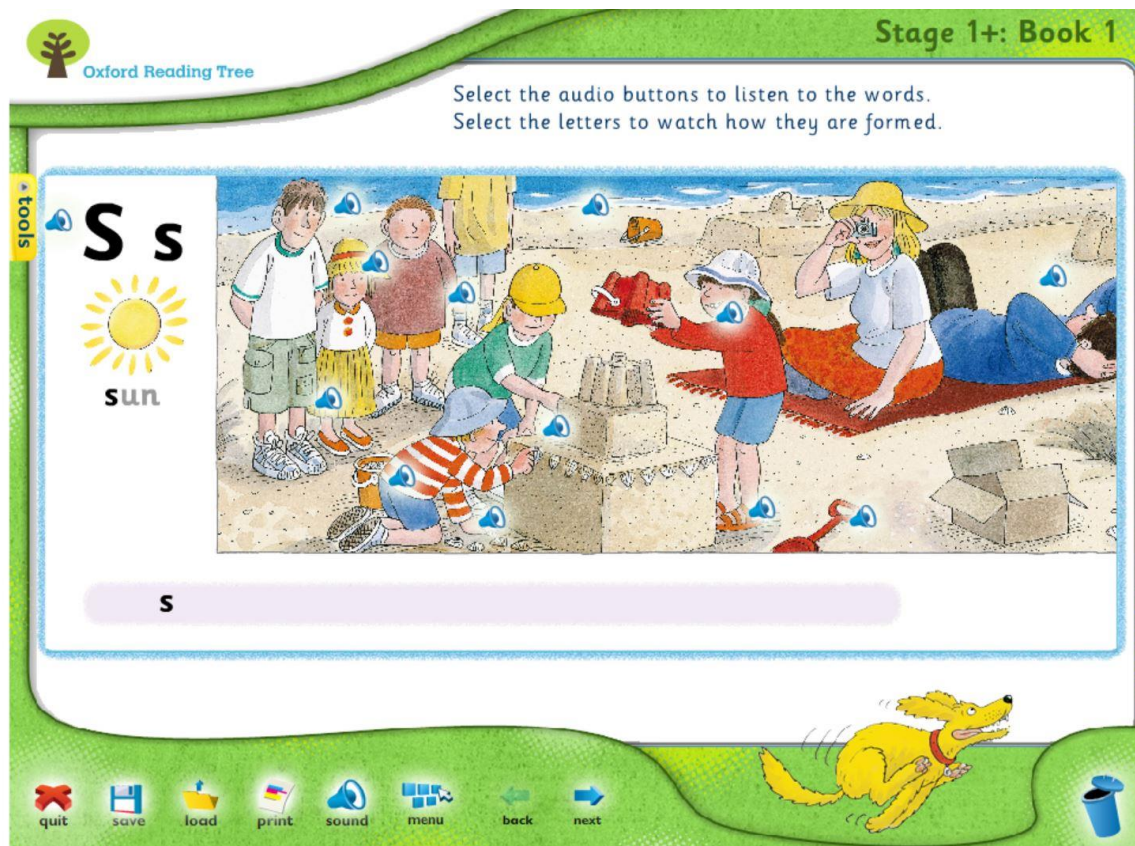 Stage 1+: Book 1
Oxford Reading Tree
Select the audio buttons to listen to the words.
Select the letters to watch how they are formed.
tools
S s
sun
s
quit save load print sound menu back next